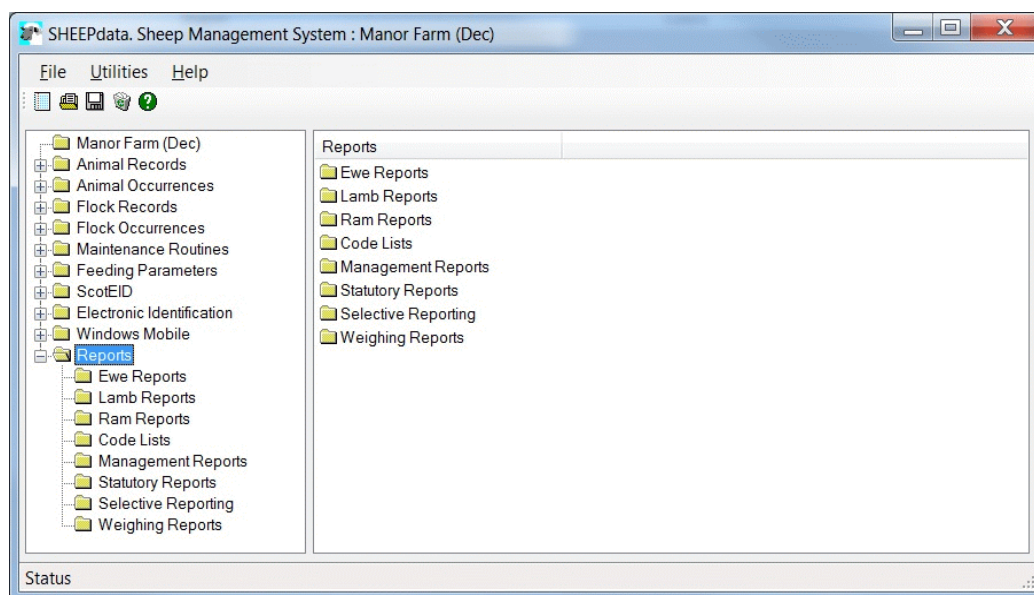 SHEEPdata. Sheep Management System : Manor Farm (Dec)
File Utilities Help
Manor Farm (Dec)
Animal Records
Animal Occurrences
Flock Records
Flock Occurrences
Maintenance Routines
Feeding Parameters
ScotEID
Electronic Identification
Windows Mobile
Reports
Ewe Reports
Lamb Reports
Ram Reports
Code Lists
Management Reports
Statutory Reports
Selective Reporting
Weighing Reports
Reports
Ewe Reports
Lamb Reports
Ram Reports
Code Lists
Management Reports
Statutory Reports
Selective Reporting
Weighing Reports
Status